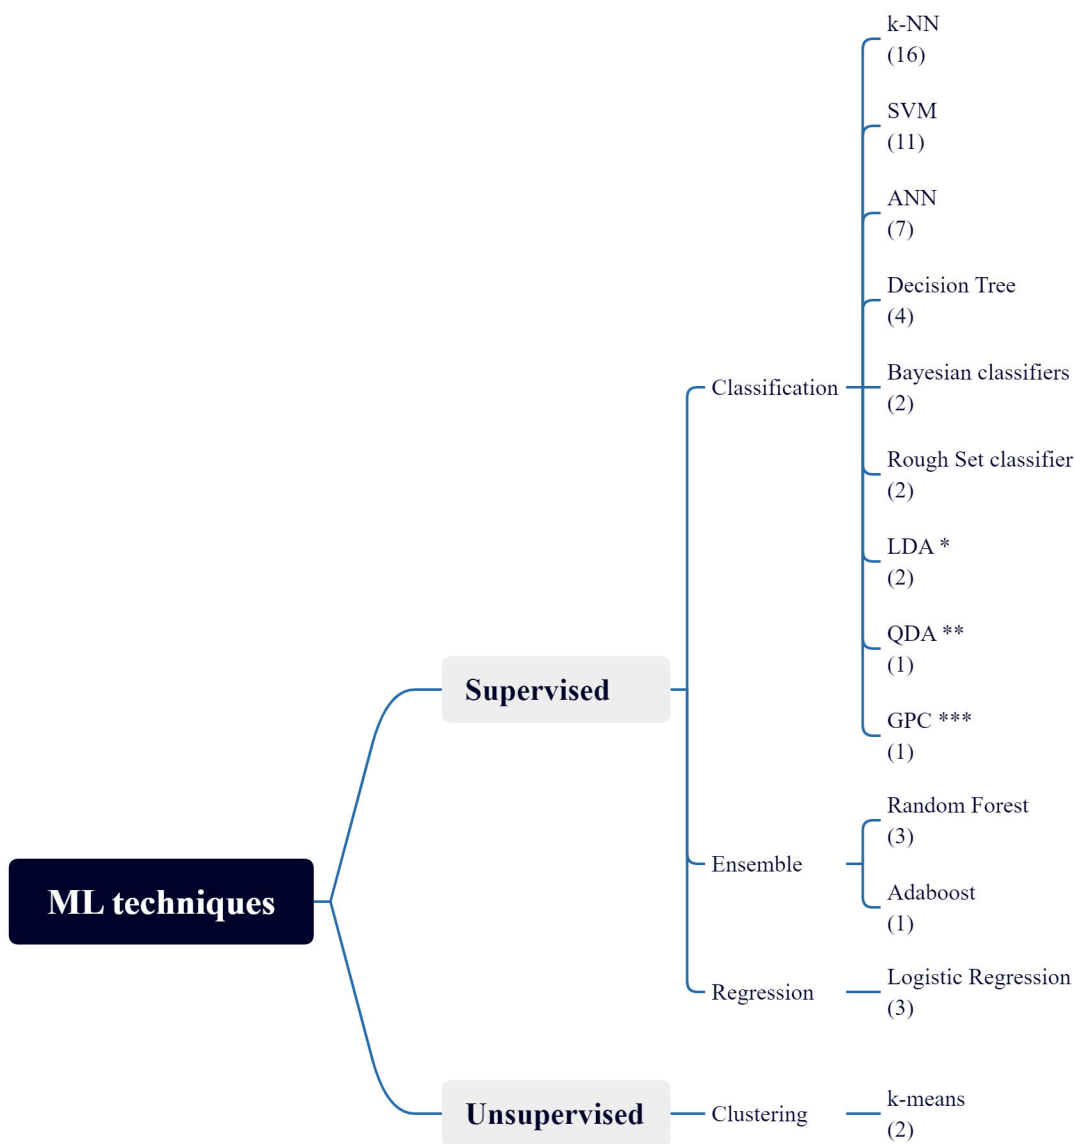 k-NN
(16)
SVM
(11)
ANN
(7)
Decision Tree
(4)
Classification
Bayesian classifiers
(2)
Rough Set classifier
(2)
LDA *
(2)
QDA **
(1)
Supervised
GPC ***
(1)
Random Forest
(3)
Ensemble
ML techniques
Adaboost
(1)
Regression
Logistic Regression
(3)
Unsupervised
Clustering
k-means
(2)